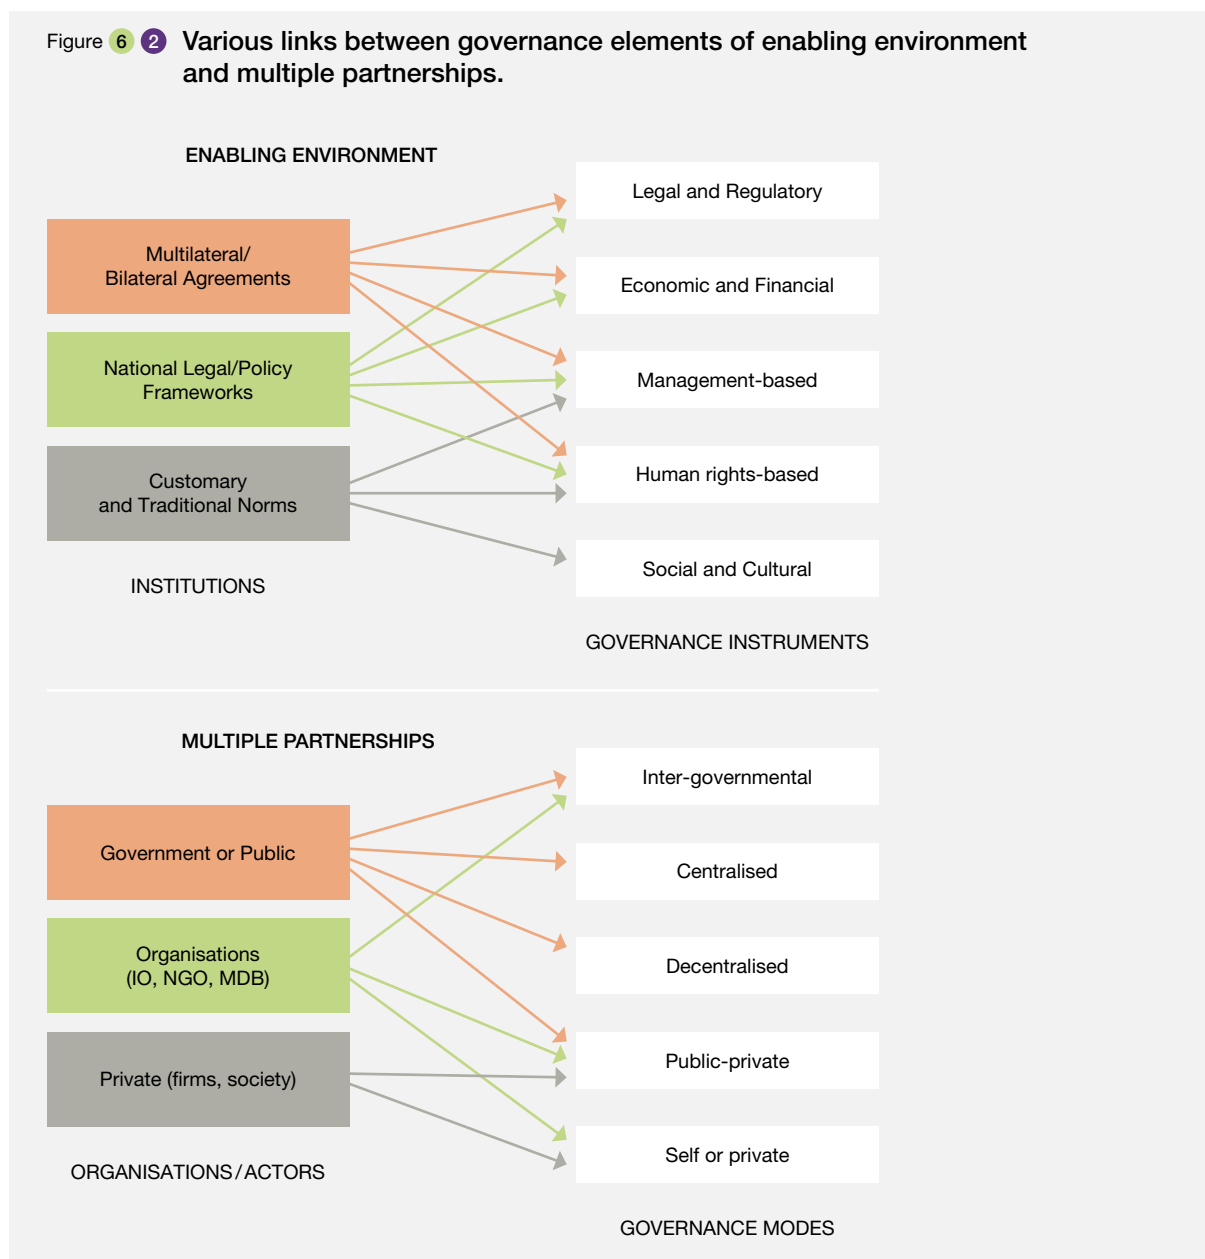 Figure 6 2 Various links between governance elements of enabling environment
and multiple partnerships.
ENABLING ENVIRONMENT
Multilateral/
Bilateral Agreements
National Legal/Policy
Frameworks
Customary
and Traditional Norms
INSTITUTIONS
Legal and Regulatory
Economic and Financial
Management-based
Human rights-based
Social and Cultural
GOVERNANCE INSTRUMENTS
MULTIPLE PARTNERSHIPS
Government or Public
Organisations
(IO, NGO, MDB)
Private (firms, society)
ORGANISATIONS/ACTORS
Inter-governmental
Centralised
Decentralised
Public-private
Self or private
GOVERNANCE MODES